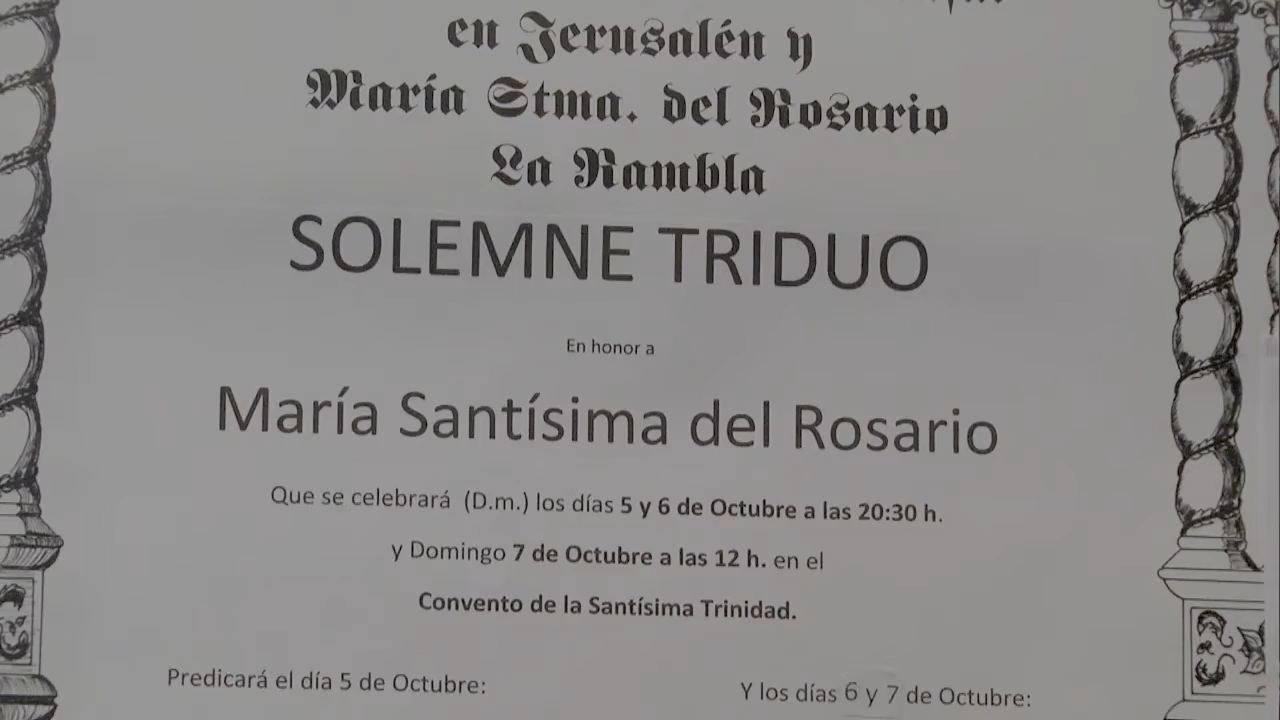 en Jerusalén y
María Stma. del Rosario
La Rambla
SOLEMNE TRIDUO
En honor a
María Santísima del Rosario
Que se celebrará (D.m.) los días 5 y 6 de Octubre a las 20:30 h.
y Domingo 7 de Octubre a las 12 h. en el
Convento de la Santísima Trinidad.
Predicará el día 5 de Octubre:
Y los días 6 y 7 de Octubre: